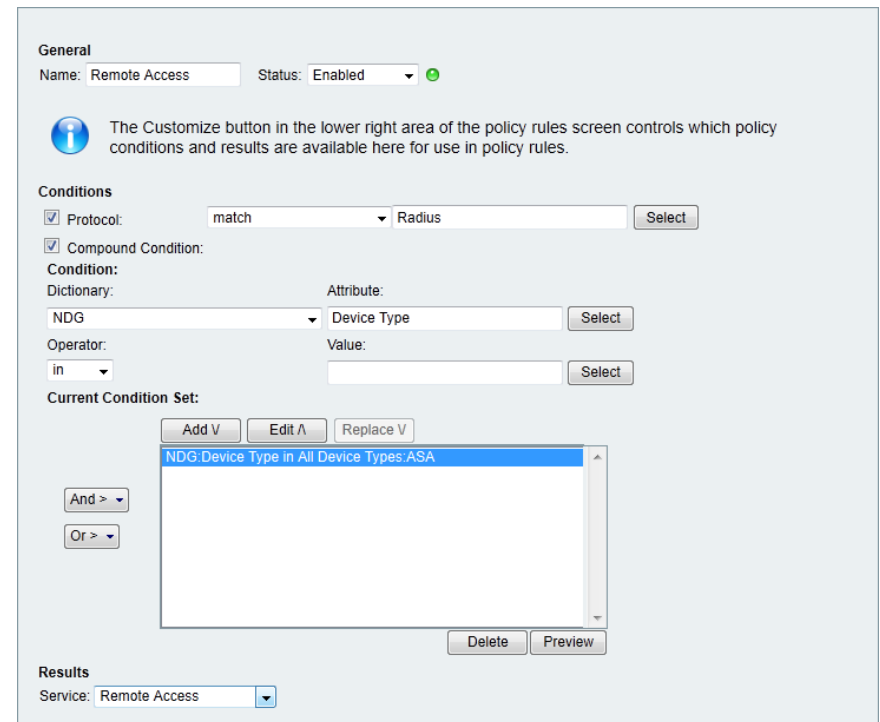 General
Name: Remote Access Status: Enabled
The Customize button in the lower right area of the policy rules screen controls which policy
conditions and results are available here for use in policy rules.
Conditions
Protocol: match Radius Select
Compound Condition:
Condition:
Dictionary: Attribute:
NDG Device Type Select
Operator: Value:
in Select
Current Condition Set:
Add V Edit /\ Replace V
NDG:Device Type in All Device Types:ASA
And >
Or >
Delete Preview
Results
Service: Remote Access